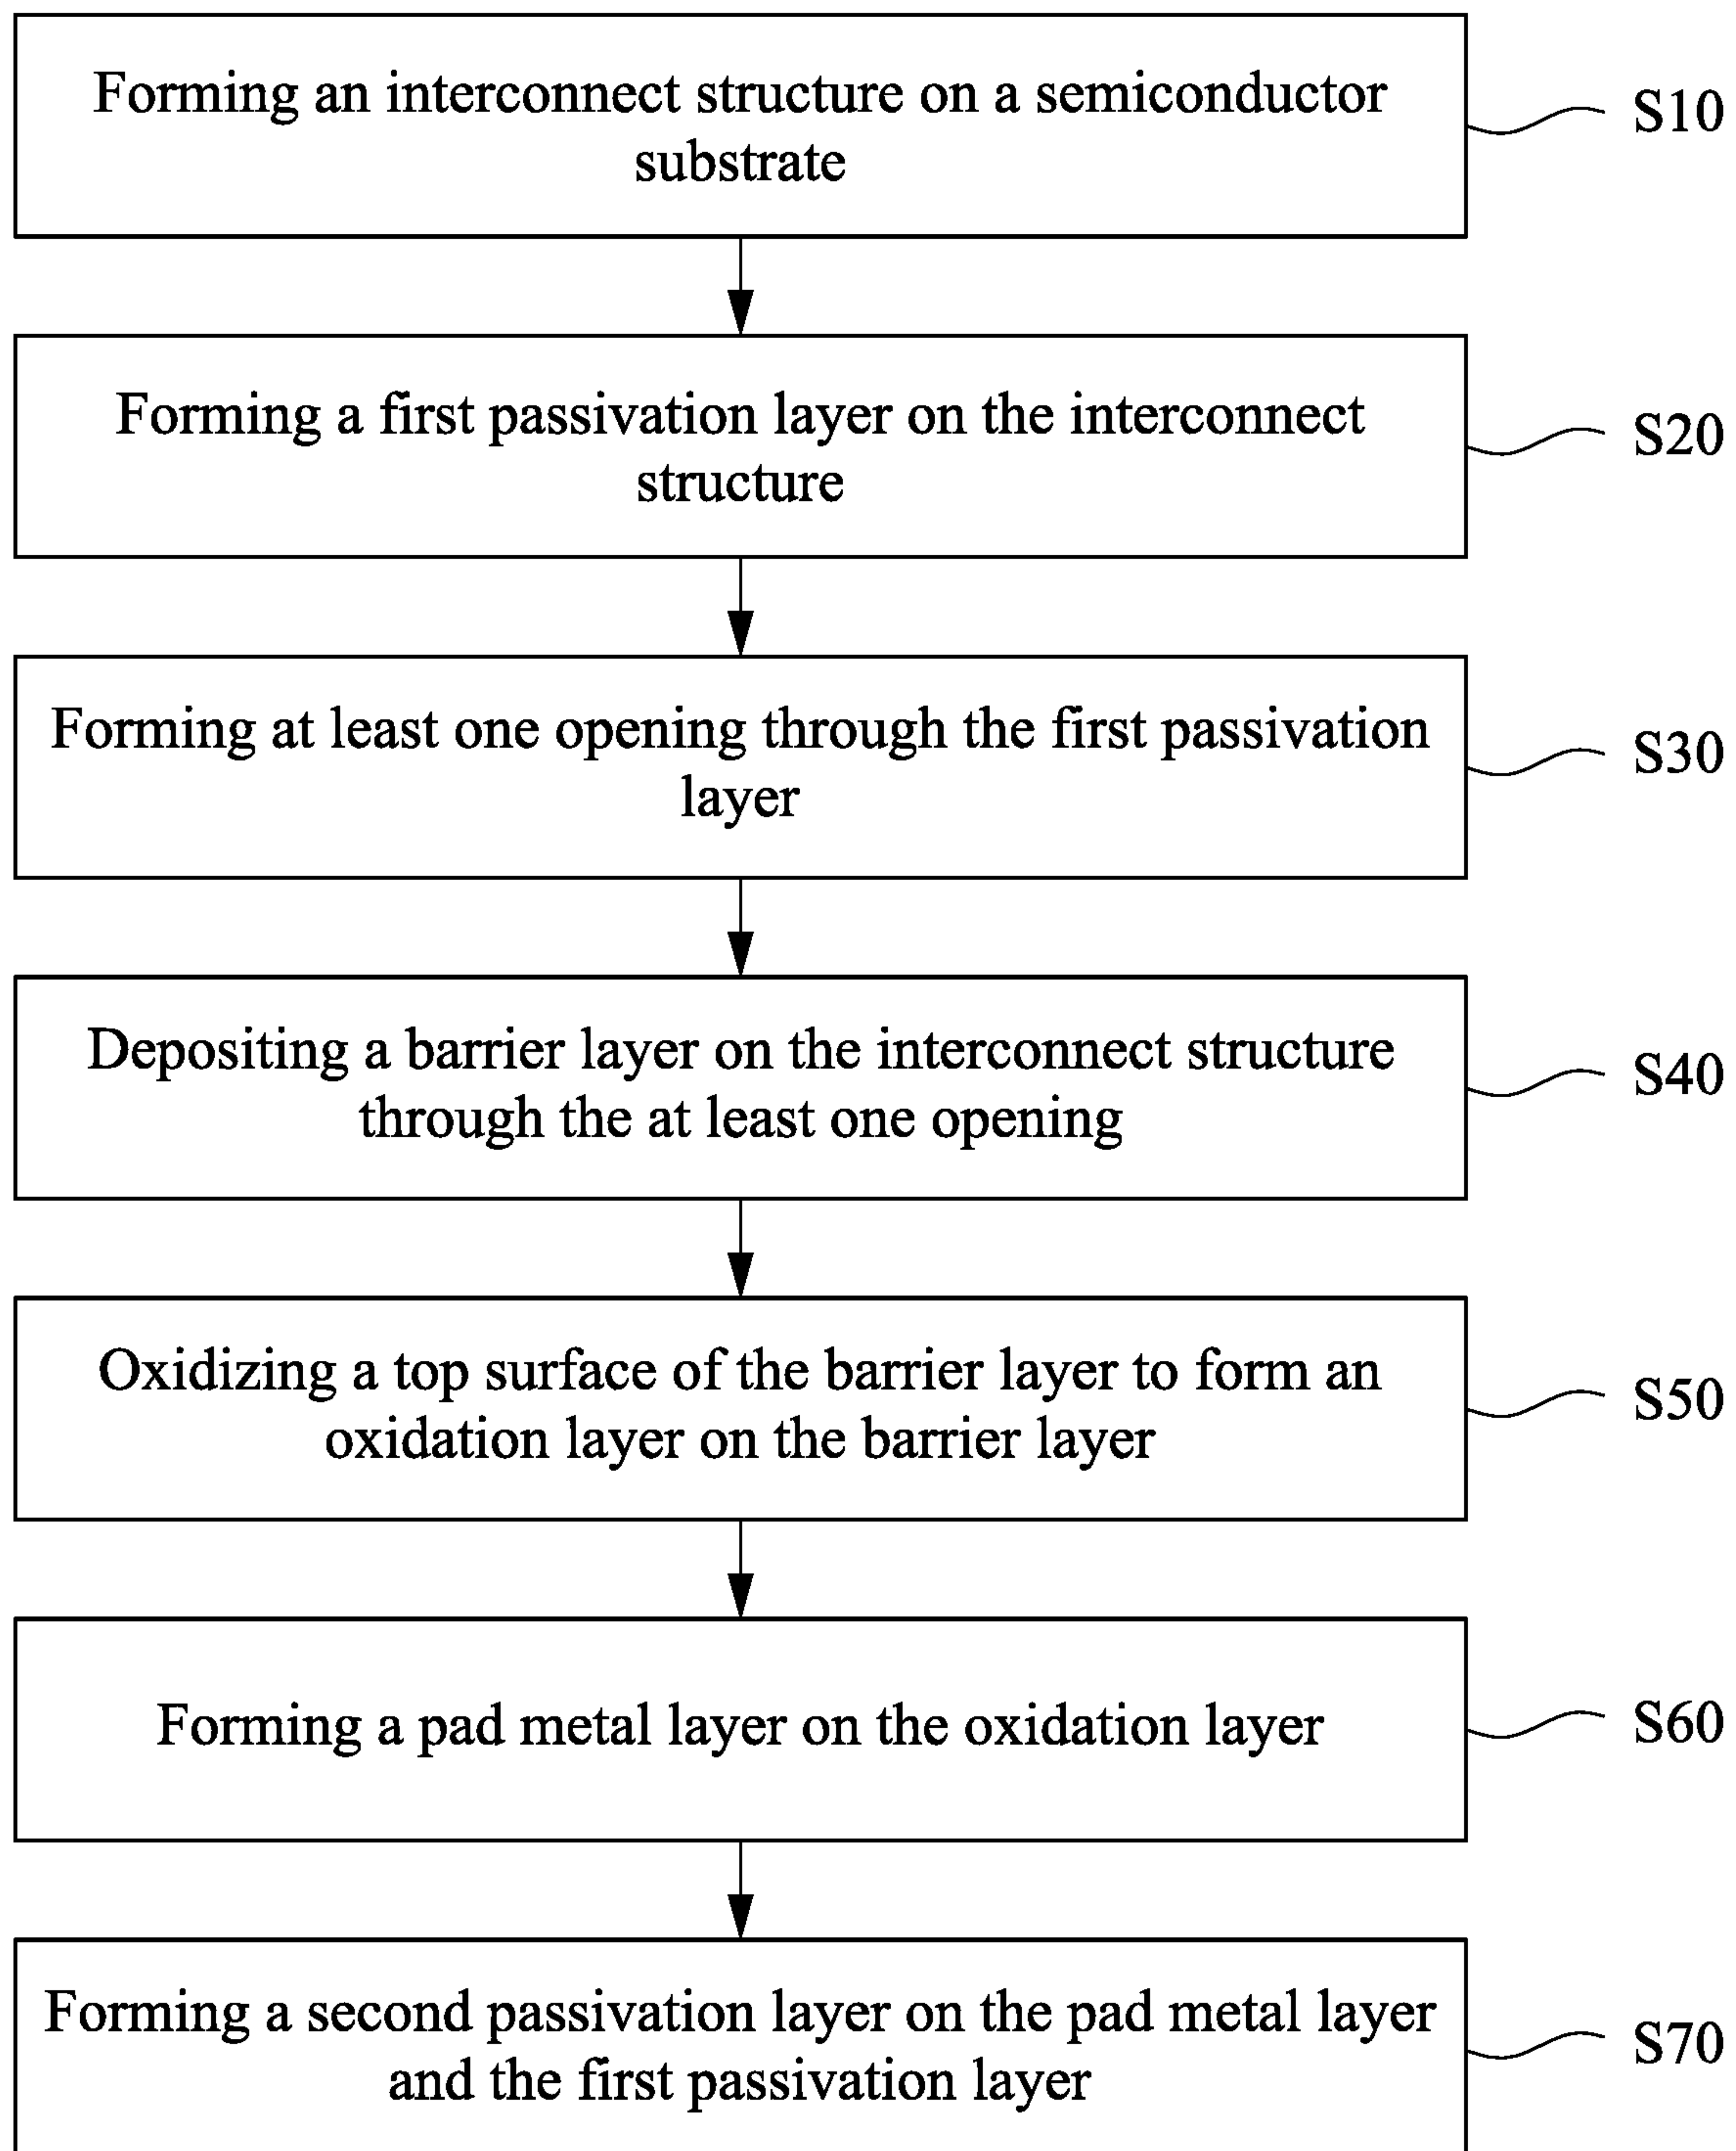 Forming an interconnect structure on a semiconductor
substrate
S10
Forming a first passivation layer on the interconnect
structure
S20
Forming at least one opening through the first passivation
layer
S30
Depositing a barrier layer on the interconnect structure
through the at least one opening
S40
Oxidizing a top surface of the barrier layer to form an
oxidation layer on the barrier layer
S50
Forming a pad metal layer on the oxidation layer
S60
Forming a second passivation layer on the pad metal layer
and the first passivation layer
S70